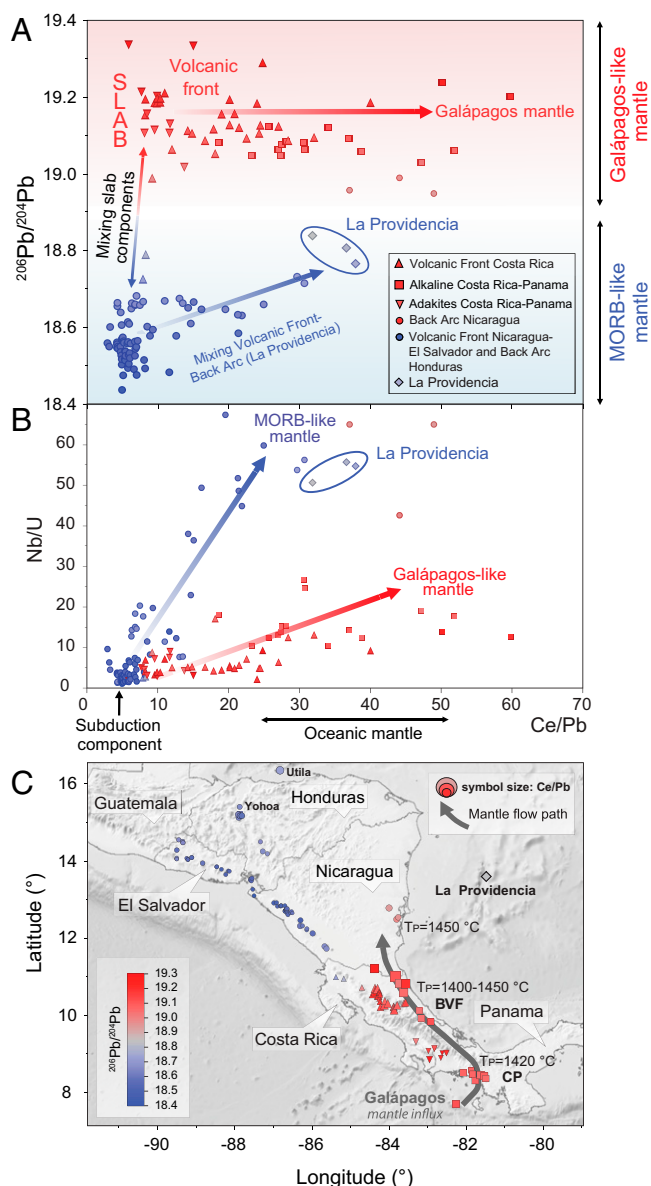 A
19.4
19.2
19.0
18.8
18.6
18.4
²⁰⁶Pb/²⁰⁴Pb
SLAB
Volcanic
front
Galápagos mantle
Mixing slab
components
La Providencia
Mixing Volcanic Front-
Back Arc (La Providencia)
Volcanic Front Costa Rica
Alkaline Costa Rica-Panama
Adakites Costa Rica-Panama
Back Arc Nicaragua
Volcanic Front Nicaragua-
El Salvador and Back Arc
Honduras
La Providencia
Galápagos-like
mantle
MORB-like
mantle
B
60
50
40
30
20
10
0
Nb/U
MORB-like
mantle
La Providencia
Galápagos-like
mantle
0 10 20 30 40 50 60 70
Ce/Pb
Subduction
component
Oceanic mantle
C
16
14
12
10
8
Latitude (°)
Utila
Yohoa
Honduras
Guatemala
El Salvador
Nicaragua
La Providencia
symbol size: Ce/Pb
Mantle flow path
TP=1450 °C
TP=1400-1450 °C
BVF
Panama
Costa Rica
TP=1420 °C
CP
Galápagos
mantle influx
²⁰⁶Pb/²⁰⁴Pb
19.3
19.2
19.1
19.0
18.9
18.8
18.7
18.6
18.5
18.4
-90 -88 -86 -84 -82 -80
Longitude (°)